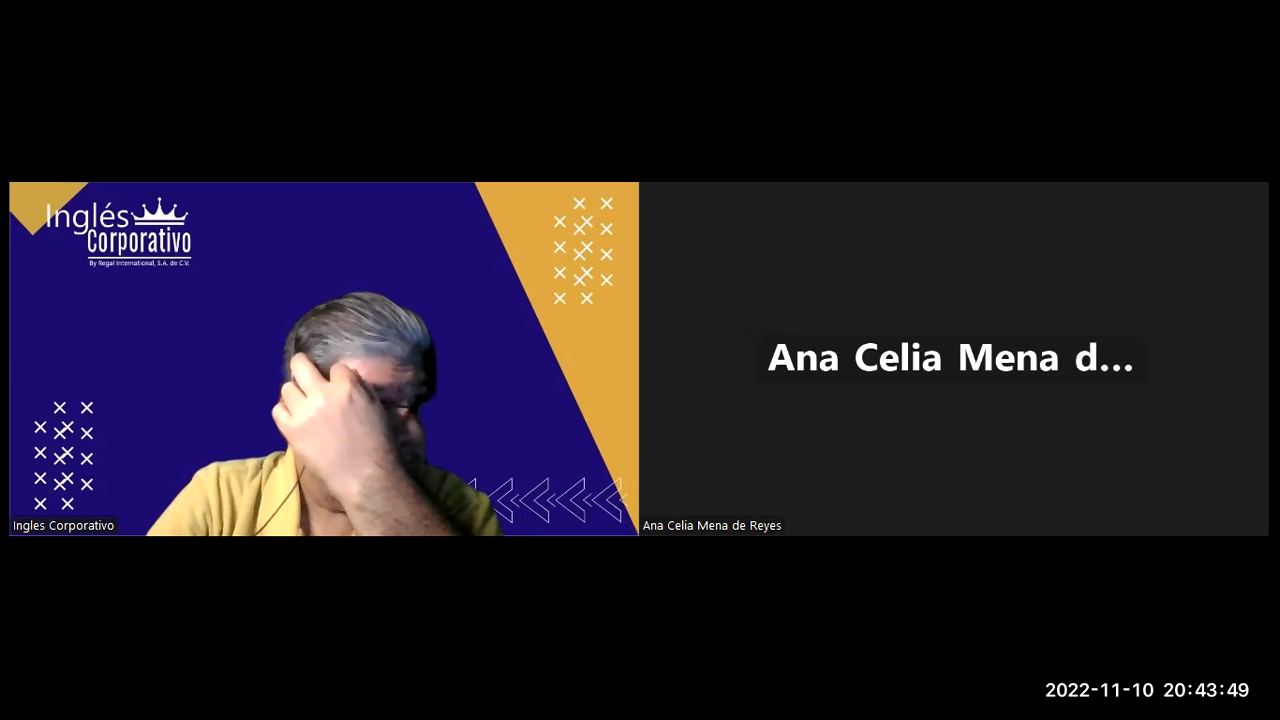 Inglés
Corporativo
By Regal International, S.A. de C.V.
Ana Celia Mena d...
Ingles Corporativo
Ana Celia Mena de Reyes
2022-11-10 20:43:49